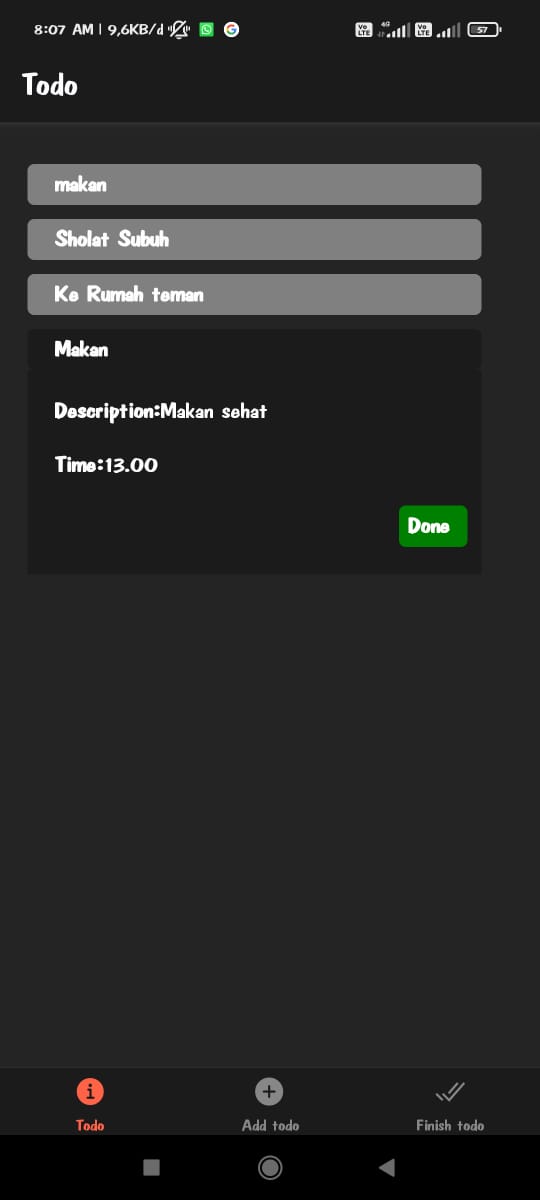 8:07 AM | 9,6KB/d
Vo LTE 4G Vo LTE 57
Todo
makan
Sholat Subuh
Ke Rumah teman
Makan
Description:Makan sehat
Time:13.00
Done
Todo Add todo Finish todo